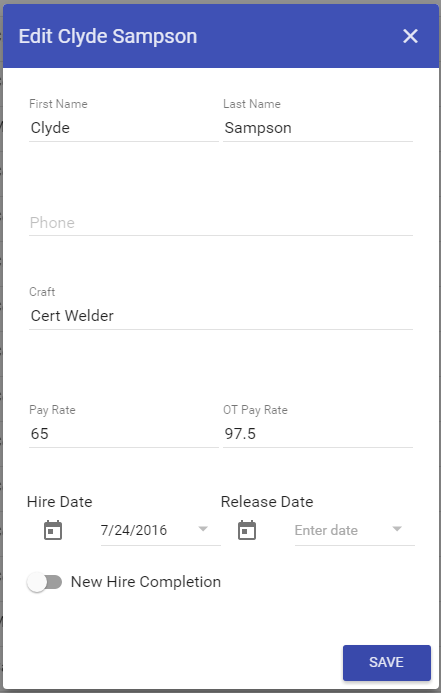 Edit Clyde Sampson
First Name Last Name
Clyde Sampson
Phone
Craft
Cert Welder
Pay Rate OT Pay Rate
65 97.5
Hire Date Release Date
7/24/2016 Enter date
New Hire Completion
SAVE